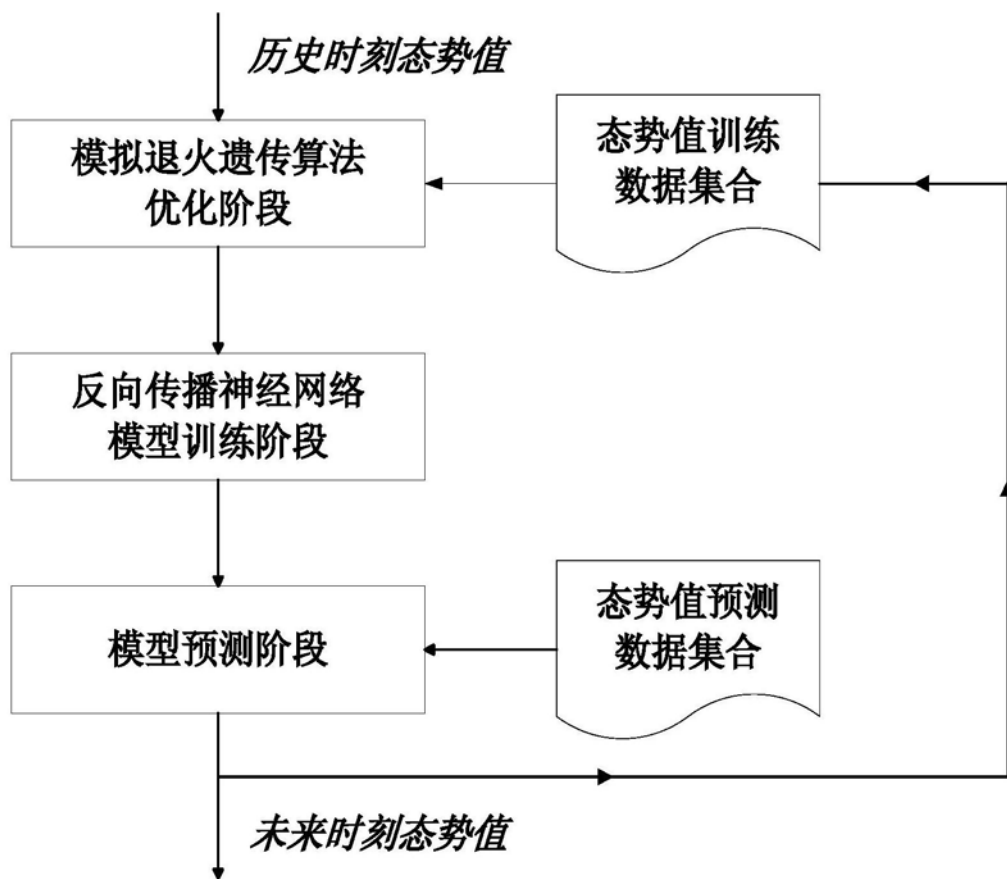 历史时刻态势值
模拟退火遗传算法
优化阶段
态势值训练
数据集合
反向传播神经网络
模型训练阶段
模型预测阶段
态势值预测
数据集合
未来时刻态势值